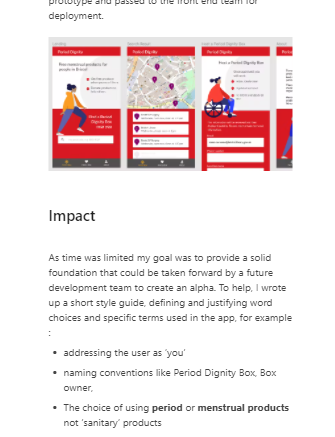 prototype and passed to the front end team for
deployment.
Period Dignity
Period Dignity
Period Dignity
Free menstrual products for
people in Bristol
Host a Period Dignity Box
Impact
As time was limited my goal was to provide a solid
foundation that could be taken forward by a future
development team to create an alpha. To help, I wrote
up a short style guide, defining and justifying word
choices and specific terms used in the app, for example
:
• addressing the user as 'you'
• naming conventions like Period Dignity Box, Box
owner,
• The choice of using period or menstrual products
not 'sanitary' products